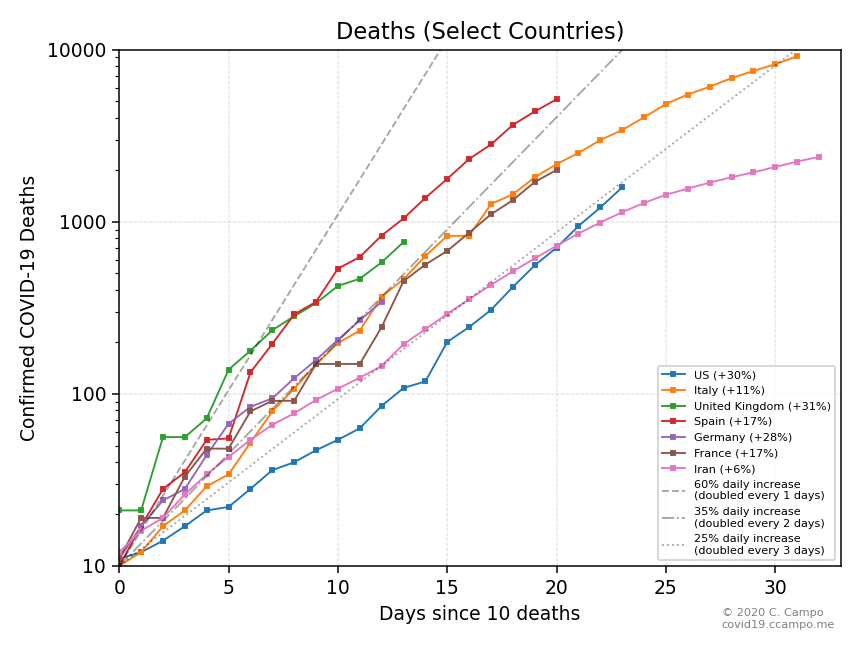 Deaths (Select Countries)
Confirmed COVID-19 Deaths
10000
1000
100
10
0
5
10
15
20
25
30
Days since 10 deaths
US (+30%)
Italy (+11%)
United Kingdom (+31%)
Spain (+17%)
Germany (+28%)
France (+17%)
Iran (+6%)
60% daily increase
(doubled every 1 days)
35% daily increase
(doubled every 2 days)
25% daily increase
(doubled every 3 days)
© 2020 C. Campo
covid19.ccampo.me